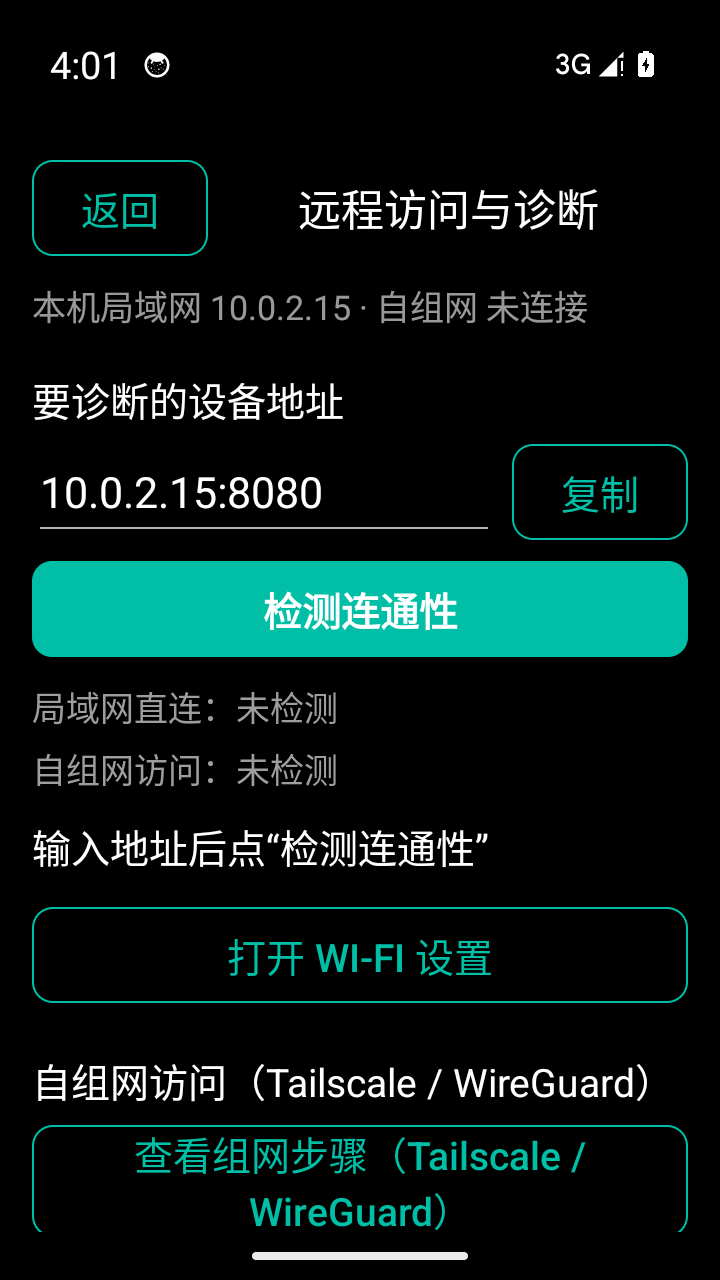 4:01
3G
返回
远程访问与诊断
本机局域网 10.0.2.15 · 自组网 未连接
要诊断的设备地址
10.0.2.15:8080
复制
检测连通性
局域网直连：未检测
自组网访问：未检测
输入地址后点“检测连通性”
打开 WI-FI 设置
自组网访问（Tailscale / WireGuard）
查看组网步骤（Tailscale /
WireGuard）